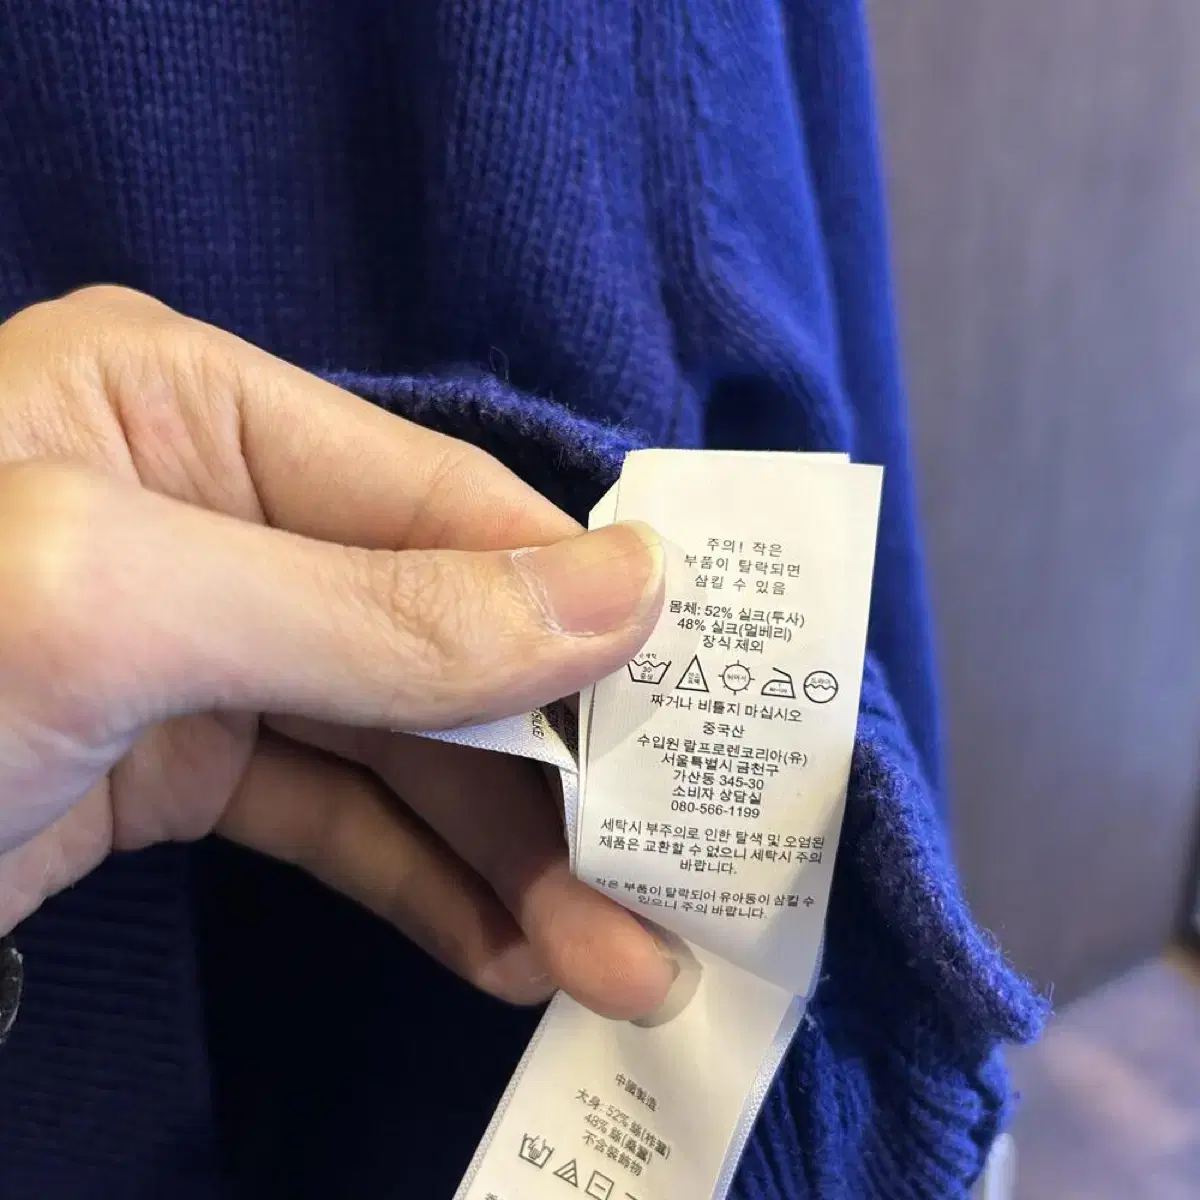 주의! 작은
부품이 탈락되면
삼킬 수 있음
몸체: 52% 실크(투사)
48% 실크(멀베리)
장식 제외
30
중성
드라이
짜거나 비틀지 마십시오
중국산
수입원 랄프로렌코리아(유)
서울특별시 금천구
가산동 345-30
소비자 상담실
080-566-1199
세탁시 부주의로 인한 탈색 및 오염된
제품은 교환할 수 없으니 세탁시 주의
바랍니다.
작은 부품이 탈락되어 유아동이 삼킬 수
있으니 주의 바랍니다.
/SILKE/
中國製造
大身: 52% 絲(柞蠶)
48% 絲(桑蠶)
不含裝飾物